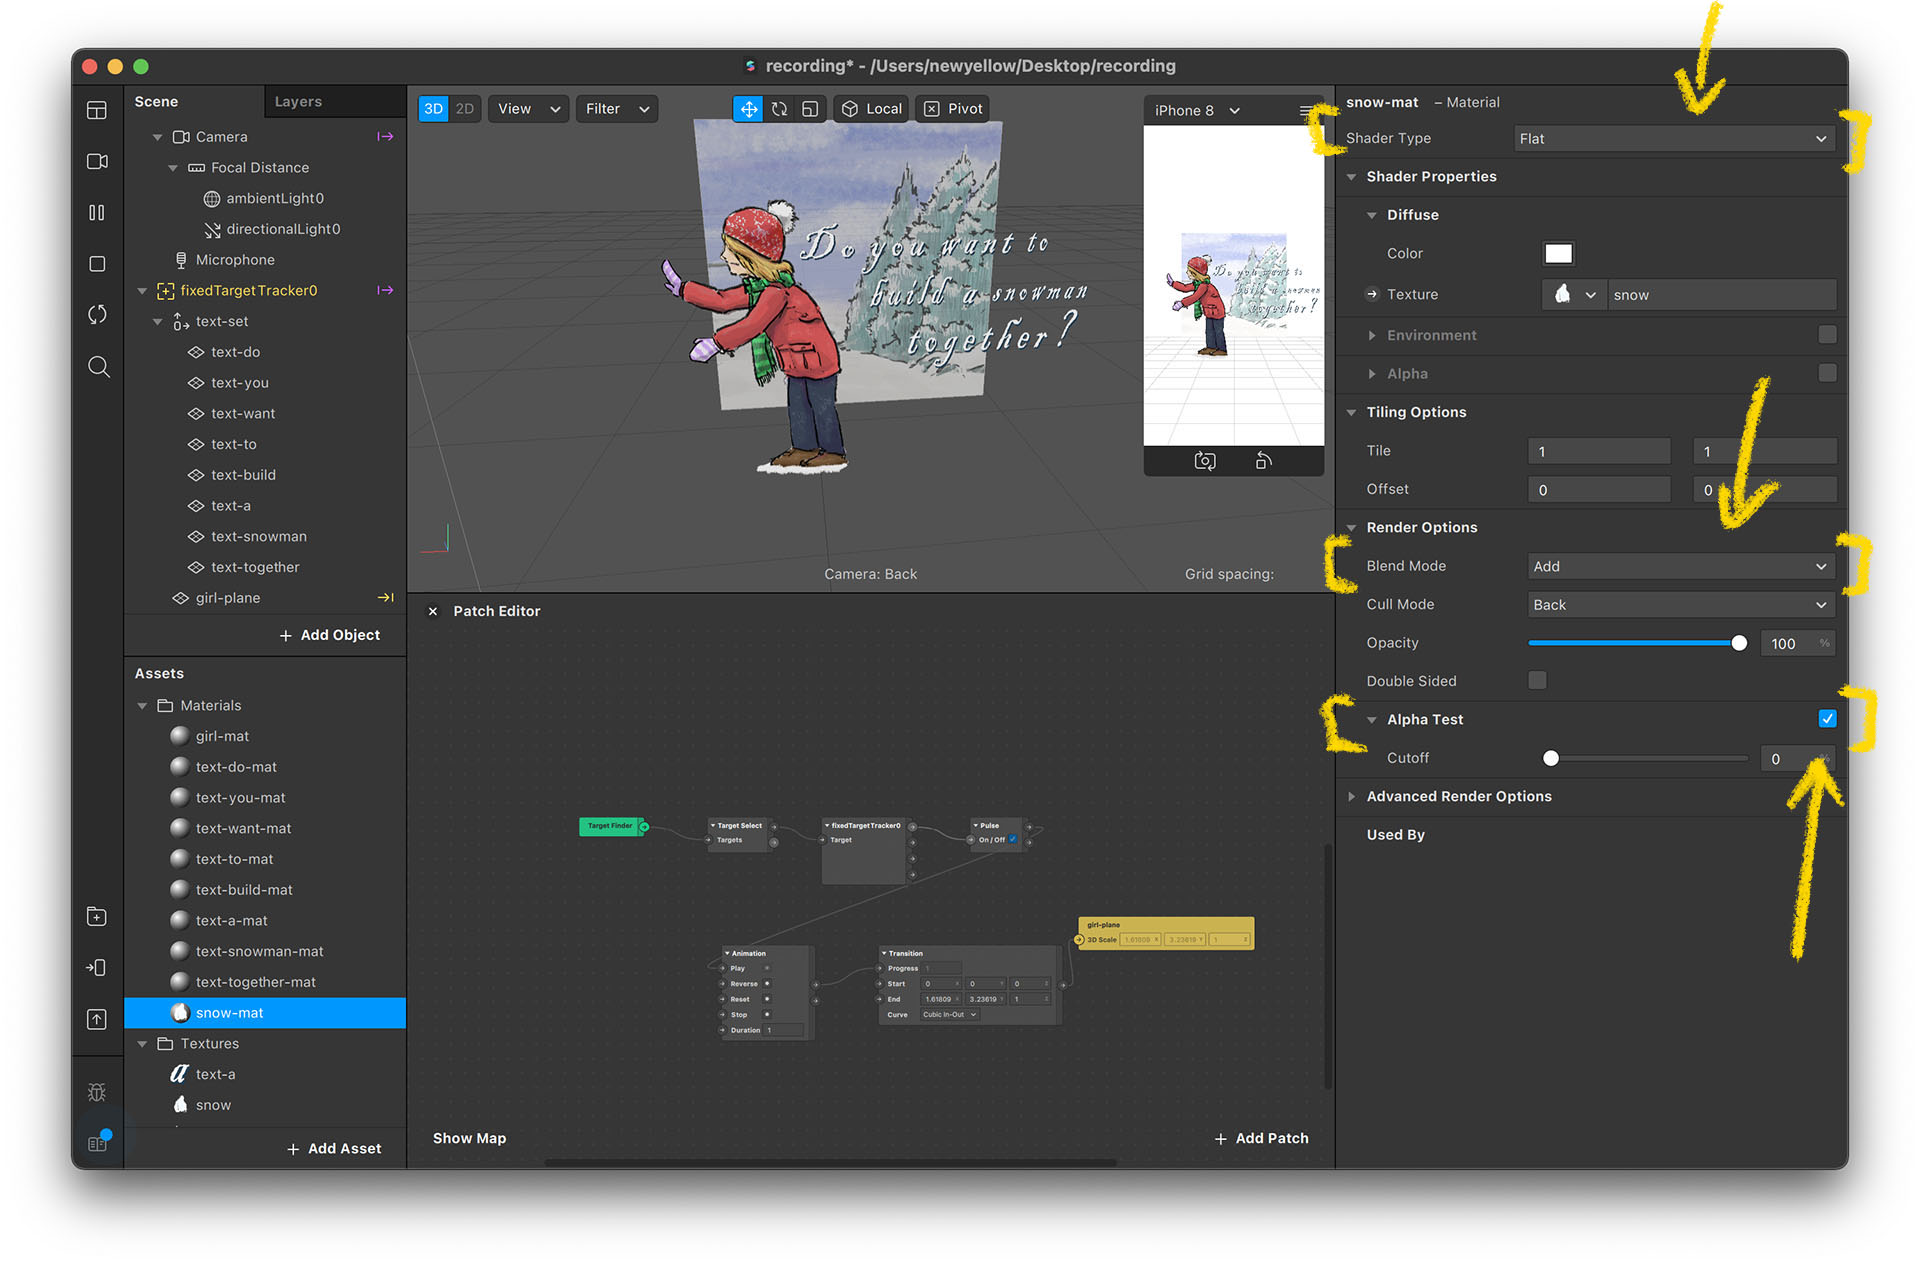 recording* - /Users/newyellow/Desktop/recording
Scene
Layers
Camera
Focal Distance
ambientLight0
directionalLight0
Microphone
fixedTargetTracker0
text-set
text-do
text-you
text-want
text-to
text-build
text-a
text-snowman
text-together
girl-plane
+ Add Object
Assets
Materials
girl-mat
text-do-mat
text-you-mat
text-want-mat
text-to-mat
text-build-mat
text-a-mat
text-snowman-mat
text-together-mat
snow-mat
Textures
text-a
snow
+ Add Asset
3D 2D View Filter Local Pivot
Do you want to
build a snowman
together?
Camera: Back
Grid spacing:
iPhone 8
Do you want to
build a snowman
together?
Patch Editor
Target Finder
Target Select
Targets
fixedTargetTracker0
Target
Pulse
On / Off
Animation
Play
Reverse
Reset
Stop
Duration 1
Transition
Progress 1
Start 0 X 0 Y 0 Z
End 1.61809 X 3.23619 Y 1 Z
Curve Cubic In-Out
girl-plane
3D Scale 1.61809 X 3.23619 Y 1 Z
Show Map
+ Add Patch
snow-mat – Material
Shader Type Flat
Shader Properties
Diffuse
Color
Texture snow
Environment
Alpha
Tiling Options
Tile 1 1
Offset 0 0
Render Options
Blend Mode Add
Cull Mode Back
Opacity 100 %
Double Sided
Alpha Test
Cutoff 0 %
Advanced Render Options
Used By